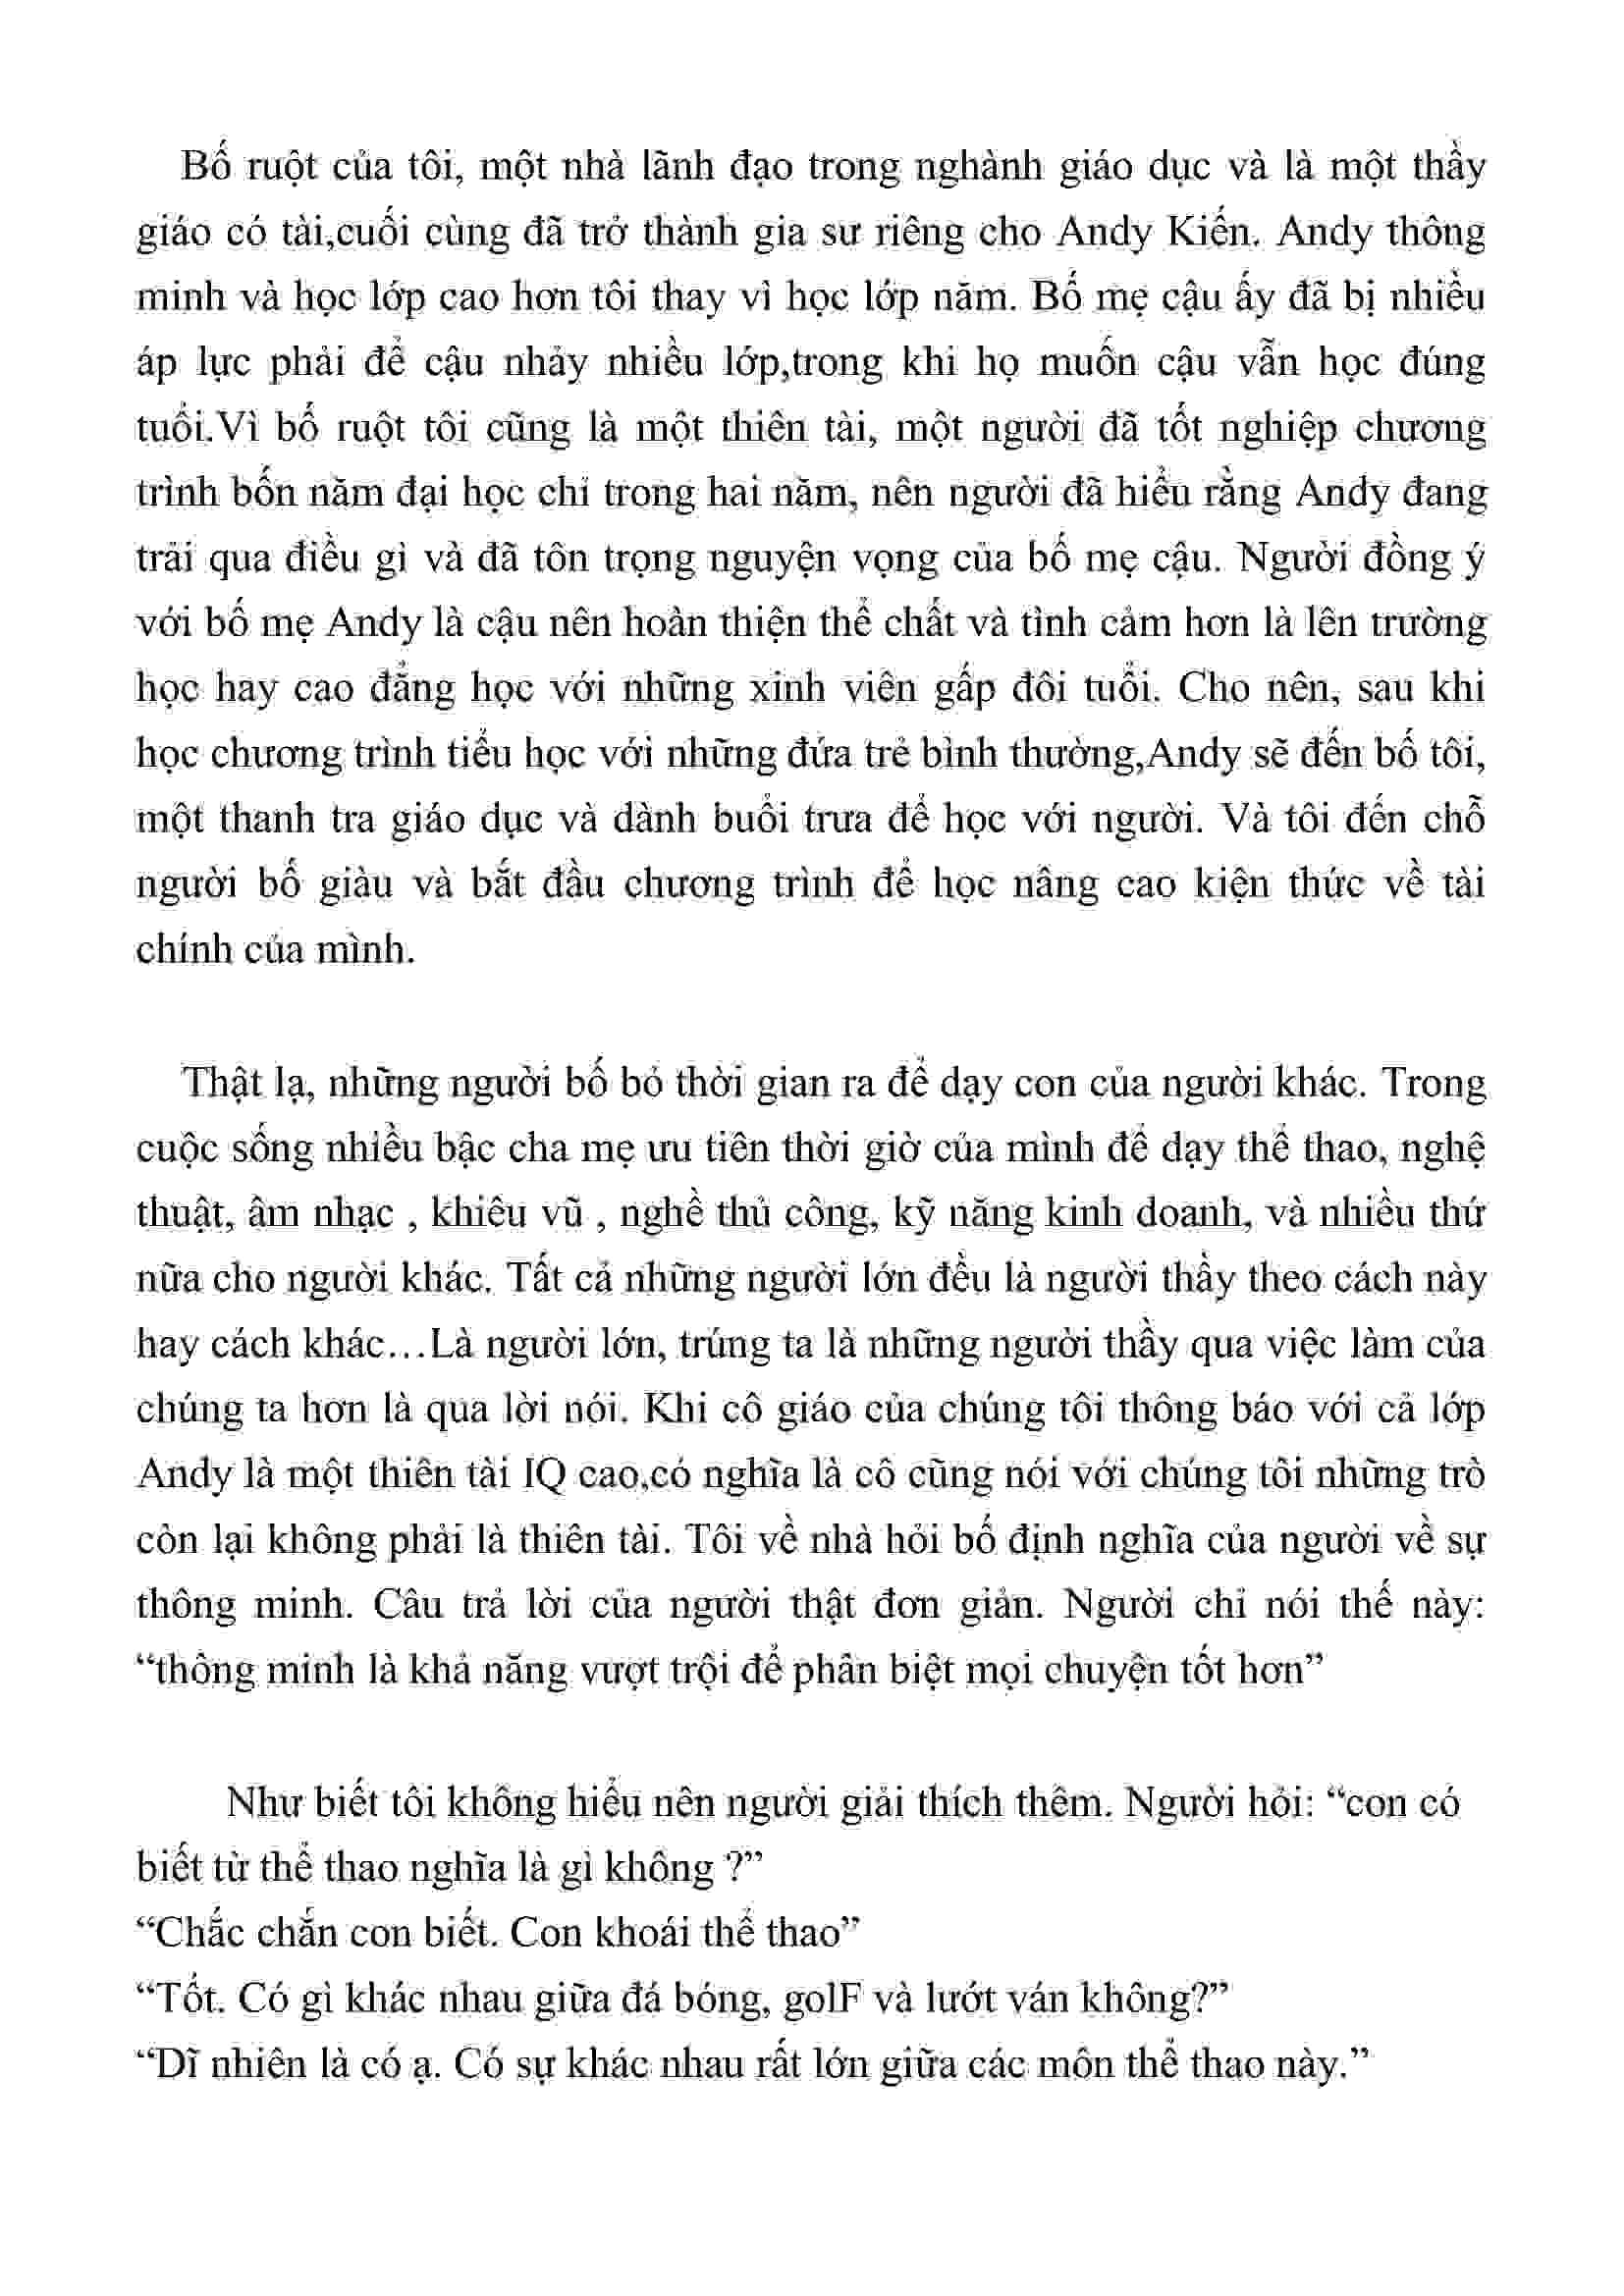 Bố ruột của tôi, một nhà lãnh đạo trong nghành giáo dục và là một thầy
giáo có tài,cuối cùng đã trở thành gia sư riêng cho Andy Kiến. Andy thông
minh và học lớp cao hơn tôi thay vì học lớp năm. Bố mẹ cậu ấy đã bị nhiều
áp lực phải để cậu nhảy nhiều lớp,trong khi họ muốn cậu vẫn học đúng
tuổi.Vì bố ruột tôi cũng là một thiên tài, một người đã tốt nghiệp chương
trình bốn năm đại học chỉ trong hai năm, nên người đã hiểu rằng Andy đang
trải qua điều gì và đã tôn trọng nguyện vọng của bố mẹ cậu. Người đồng ý
với bố mẹ Andy là cậu nên hoàn thiện thể chất và tình cảm hơn là lên trường
học hay cao đẳng học với những xinh viên gấp đôi tuổi. Cho nên, sau khi
học chương trình tiểu học với những đứa trẻ bình thường,Andy sẽ đến bố tôi,
một thanh tra giáo dục và dành buổi trưa để học với người. Và tôi đến chỗ
người bố giàu và bắt đầu chương trình để học nâng cao kiện thức về tài
chính của mình.
Thật lạ, những người bố bỏ thời gian ra để dạy con của người khác. Trong
cuộc sống nhiều bậc cha mẹ ưu tiên thời giờ của mình để dạy thể thao, nghệ
thuật, âm nhạc , khiêu vũ , nghề thủ công, kỹ năng kinh doanh, và nhiều thứ
nữa cho người khác. Tất cả những người lớn đều là người thầy theo cách này
hay cách khác…Là người lớn, trúng ta là những người thầy qua việc làm của
chúng ta hơn là qua lời nói. Khi cô giáo của chúng tôi thông báo với cả lớp
Andy là một thiên tài IQ cao,có nghĩa là cô cũng nói với chúng tôi những trò
còn lại không phải là thiên tài. Tôi về nhà hỏi bố định nghĩa của người về sự
thông minh. Câu trả lời của người thật đơn giản. Người chỉ nói thế này:
“thông minh là khả năng vượt trội để phân biệt mọi chuyện tốt hơn”
Như biết tôi không hiểu nên người giải thích thêm. Người hỏi: “con có
biết từ thể thao nghĩa là gì không ?”
“Chắc chắn con biết. Con khoái thể thao”
“Tốt. Có gì khác nhau giữa đá bóng, golF và lướt ván không?”
“Dĩ nhiên là có ạ. Có sự khác nhau rất lớn giữa các môn thể thao này.”